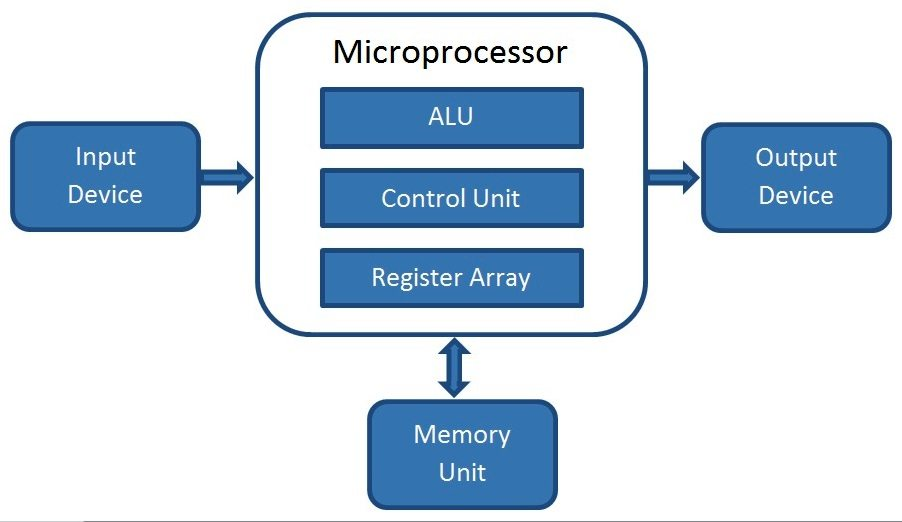 Microprocessor
ALU
Input
Device
Control Unit
Output
Device
Register Array
Memory
Unit